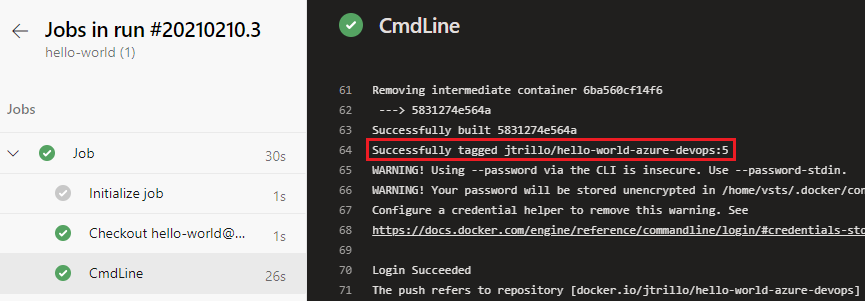 Jobs in run #20210210.3
hello-world (1)
Jobs
Job 30s
Initialize job 1s
Checkout hello-world@... 1s
CmdLine 26s
CmdLine
61 Removing intermediate container 6ba560cf14f6
62 ---> 5831274e564a
63 Successfully built 5831274e564a
64 Successfully tagged jtrillo/hello-world-azure-devops:5
65 WARNING! Using --password via the CLI is insecure. Use --password-stdin.
66 WARNING! Your password will be stored unencrypted in /home/vsts/.docker/con
67 Configure a credential helper to remove this warning. See
68 https://docs.docker.com/engine/reference/commandline/login/#credentials-sto
69
70 Login Succeeded
71 The push refers to repository [docker.io/jtrillo/hello-world-azure-devops]